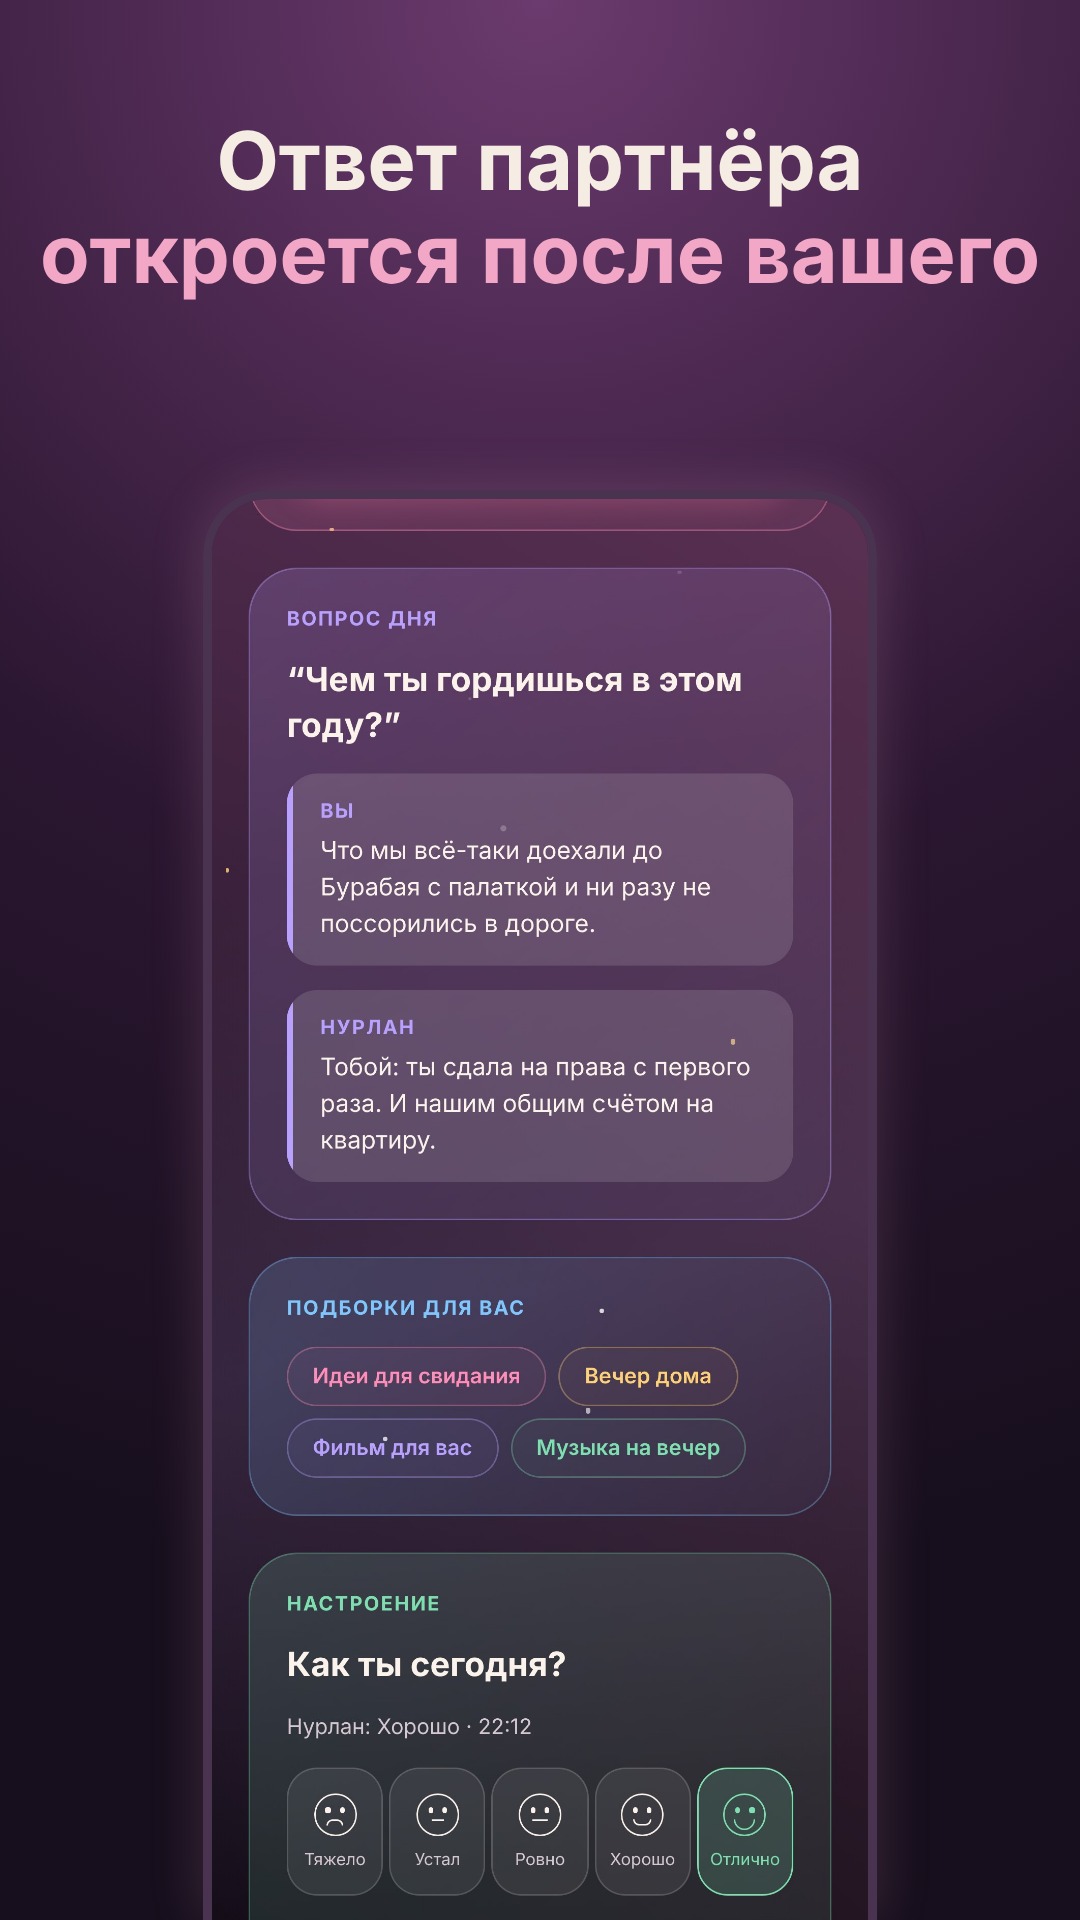 Ответ партнёра
откроется после вашего
ВОПРОС ДНЯ
“Чем ты гордишься в этом
году?”
ВЫ
Что мы всё-таки доехали до
Бурабая с палаткой и ни разу не
поссорились в дороге.
НУРЛАН
Тобой: ты сдала на права с первого
раза. И нашим общим счётом на
квартиру.
ПОДБОРКИ ДЛЯ ВАС
Идеи для свидания Вечер дома
Фильм для вас Музыка на вечер
НАСТРОЕНИЕ
Как ты сегодня?
Нурлан: Хорошо · 22:12
Тяжело Устал Ровно Хорошо Отлично